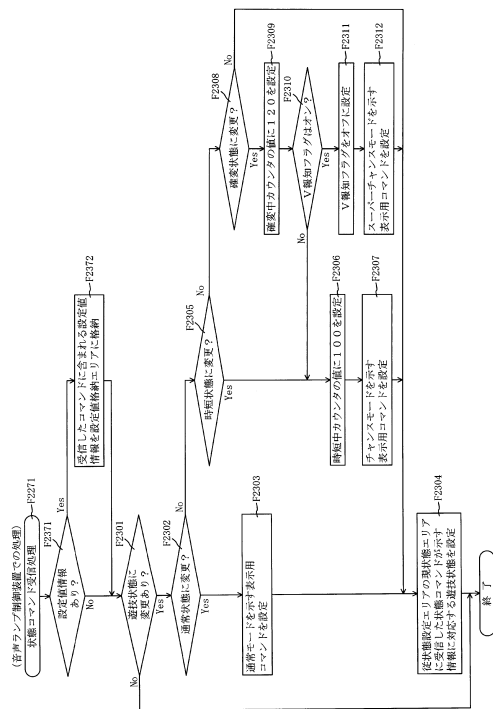 (音声ランプ制御装置での処理)
状態コマンド受信処理
F2271
設定値情報
あり?
F2371
Yes
No
受信したコマンドに含まれる設定値
情報を設定値格納エリアに格納
F2372
遊技状態に
変更あり?
F2301
No
Yes
通常状態に変更?
F2302
No
Yes
通常モードを示す表示用
コマンドを設定
F2303
従状態設定エリアの現状態エリア
に受信した状態コマンドが示す
情報に対応する遊技状態を設定
F2304
終了
時短状態に変更?
F2305
No
Yes
時短中カウンタの値に100を設定
F2306
チャンスモードを示す
表示用コマンドを設定
F2307
確変状態に変更?
F2308
No
Yes
確変中カウンタの値に120を設定
F2309
V報知フラグはオン?
F2310
No
Yes
V報知フラグをオフに設定
F2311
スーパーチャンスモードを示す
表示用コマンドを設定
F2312